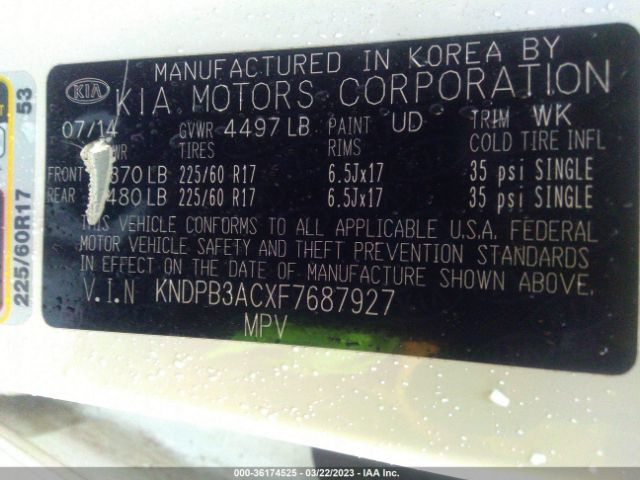 MANUFACTURED IN KOREA BY
KIA KIA MOTORS CORPORATION
07/14 GVWR 4497 LB PAINT UD TRIM WK
TIRES RIMS COLD TIRE INFL
FRONT 870 LB 225/60 R17 6.5Jx17 35 psi SINGLE
REAR 480 LB 225/60 R17 6.5Jx17 35 psi SINGLE
THIS VEHICLE CONFORMS TO ALL APPLICABLE U.S.A. FEDERAL
MOTOR VEHICLE SAFETY AND THEFT PREVENTION STANDARDS
IN EFFECT ON THE DATE OF MANUFACTURE SHOWN ABOVE.
V.I.N KNDPB3ACXF7687927
MPV
225/60R17 53
000-36174525 - 03/22/2023 - IAA Inc.